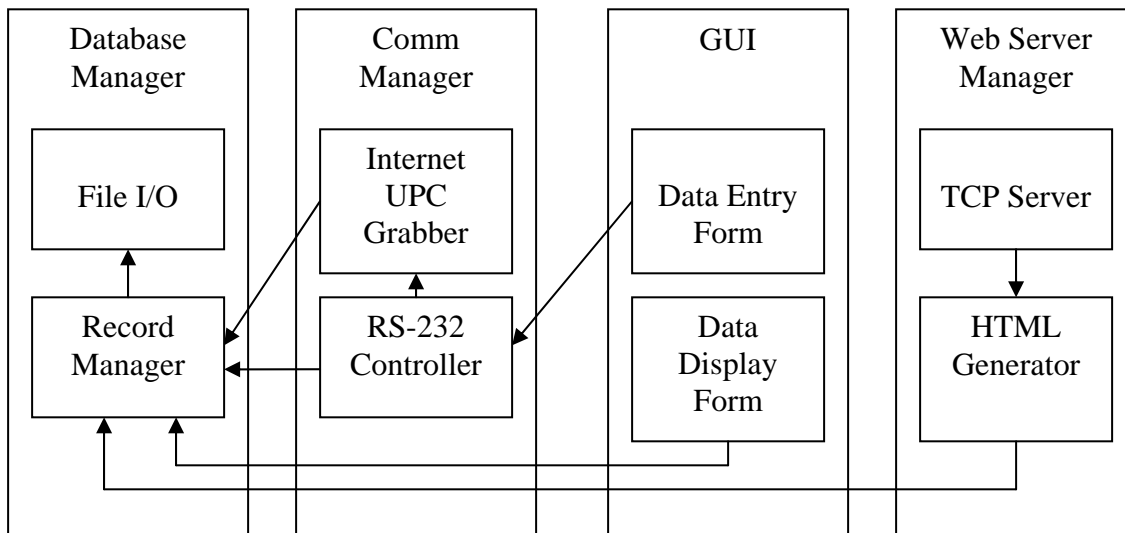 Database
Manager
File I/O
Record
Manager
Comm
Manager
Internet
UPC
Grabber
RS-232
Controller
GUI
Data Entry
Form
Data
Display
Form
Web Server
Manager
TCP Server
HTML
Generator